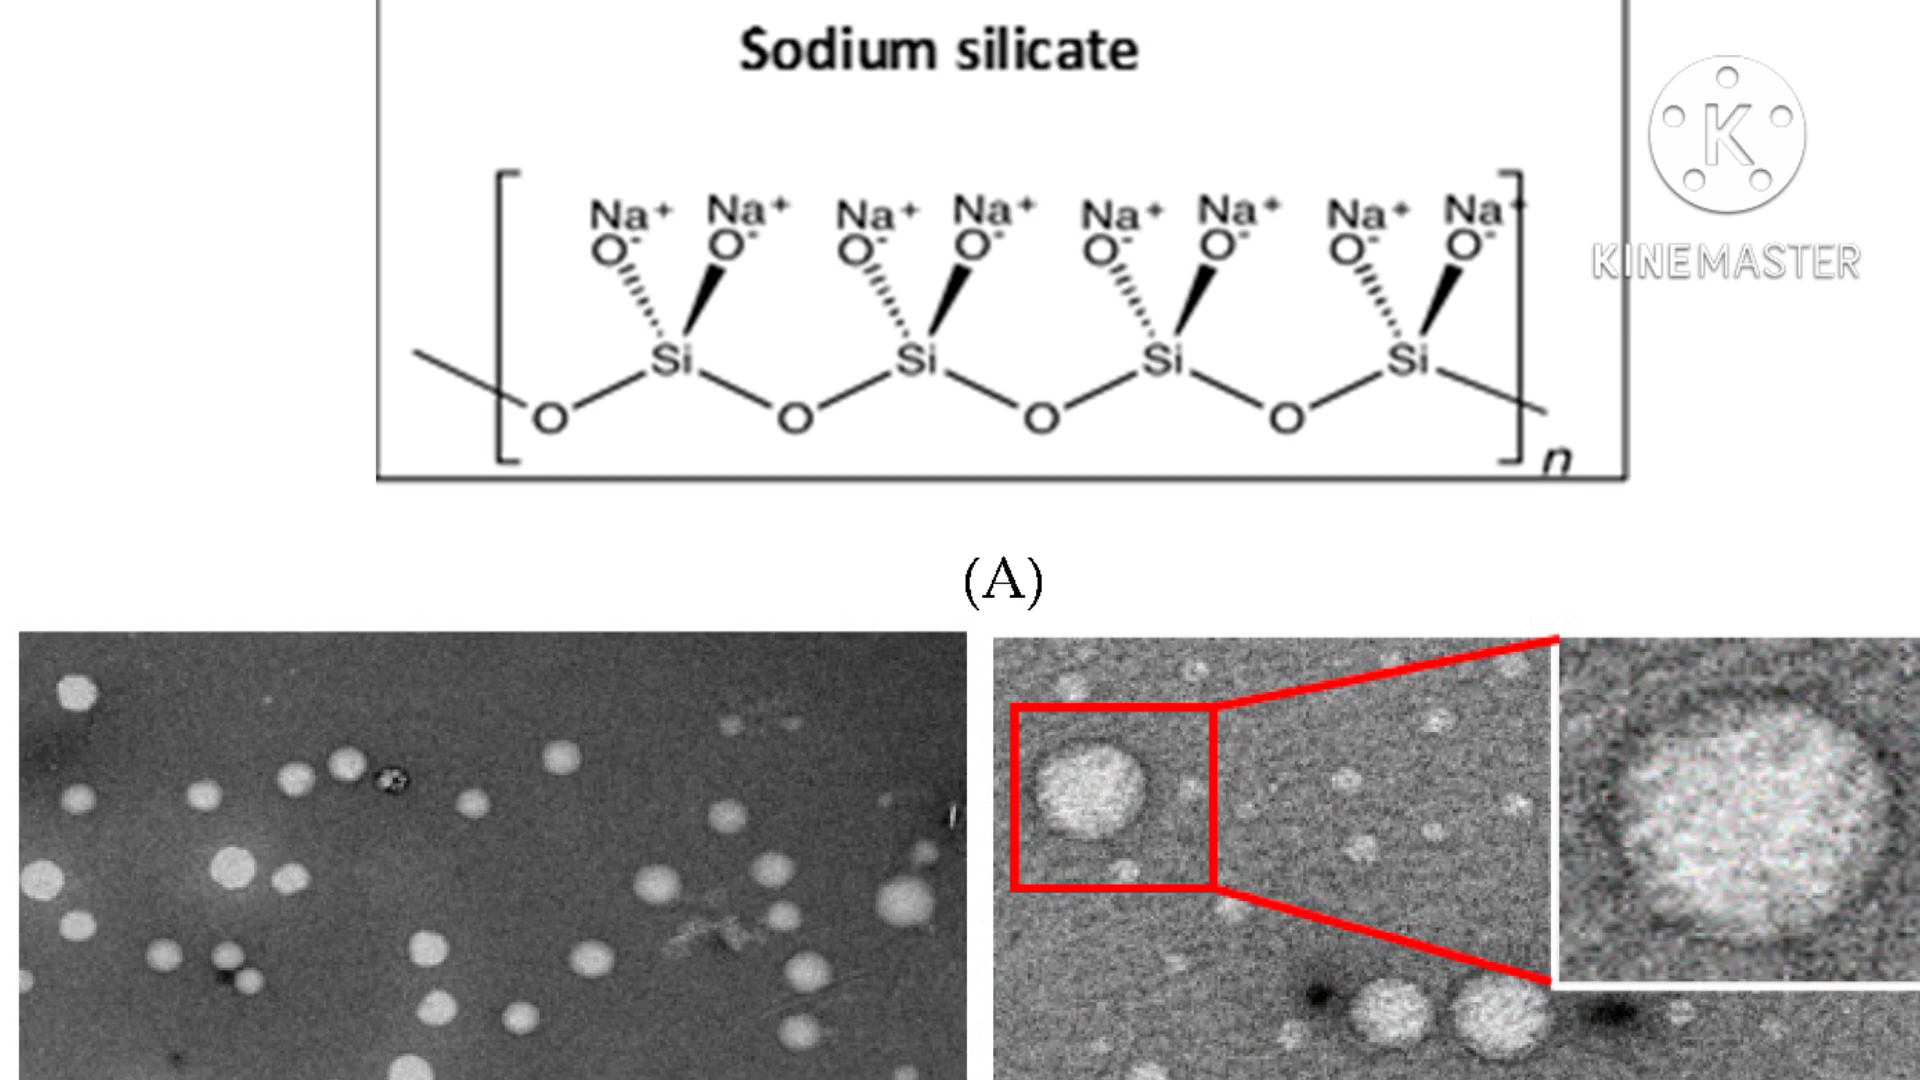 Sodium silicate
Na⁺ Na⁺ Na⁺ Na⁺ Na⁺ Na⁺ Na⁺ Na⁺
O⁻ O⁻ O⁻ O⁻ O⁻ O⁻ O⁻ O⁻
Si Si Si Si
O O O O
n
K
KINEMASTER
(A)